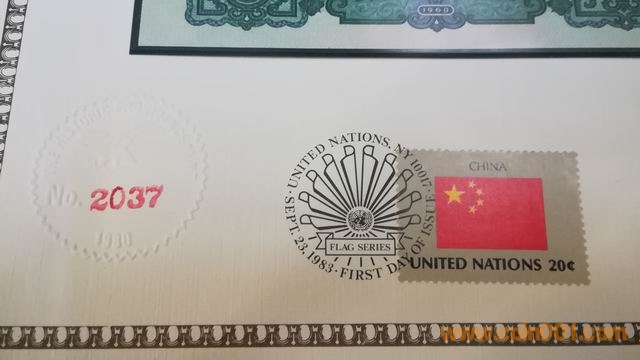 1960
No. 2037
1980
UNITED NATIONS, NY 10017
SEPT. 23, 1983 · FIRST DAY OF ISSUE
FLAG SERIES
CHINA
UNITED NATIONS 20¢